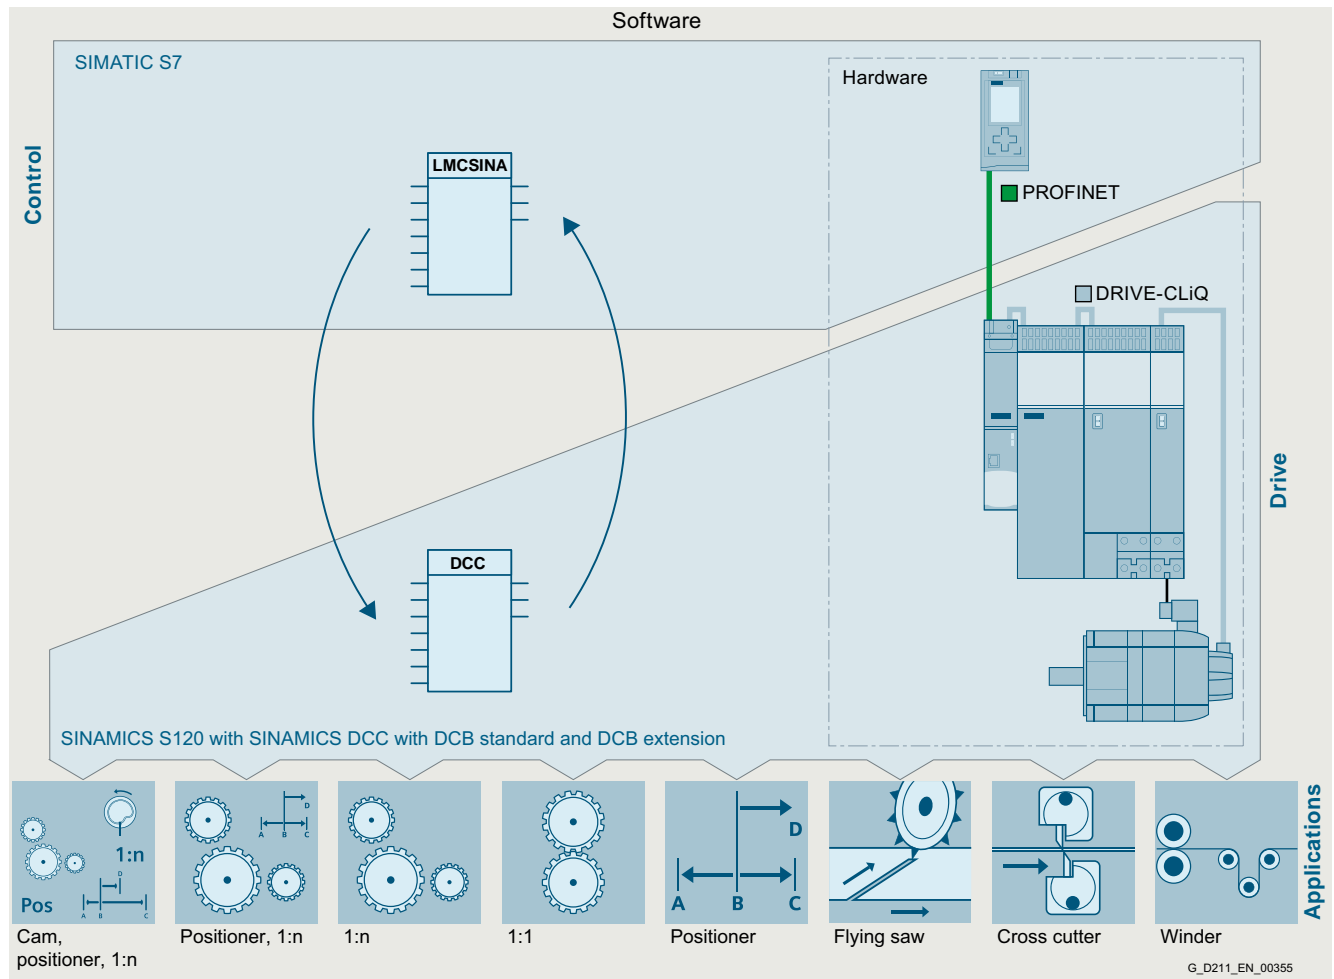 Software
SIMATIC S7
Hardware
Control
LMCSINA
PROFINET
DRIVE-CLiQ
Drive
DCC
SINAMICS S120 with SINAMICS DCC with DCB standard and DCB extension
1:n
Pos
A B C
D
A B C
D
A B C
D
Applications
Cam,
positioner, 1:n
Positioner, 1:n
1:n
1:1
Positioner
Flying saw
Cross cutter
Winder
G_D211_EN_00355